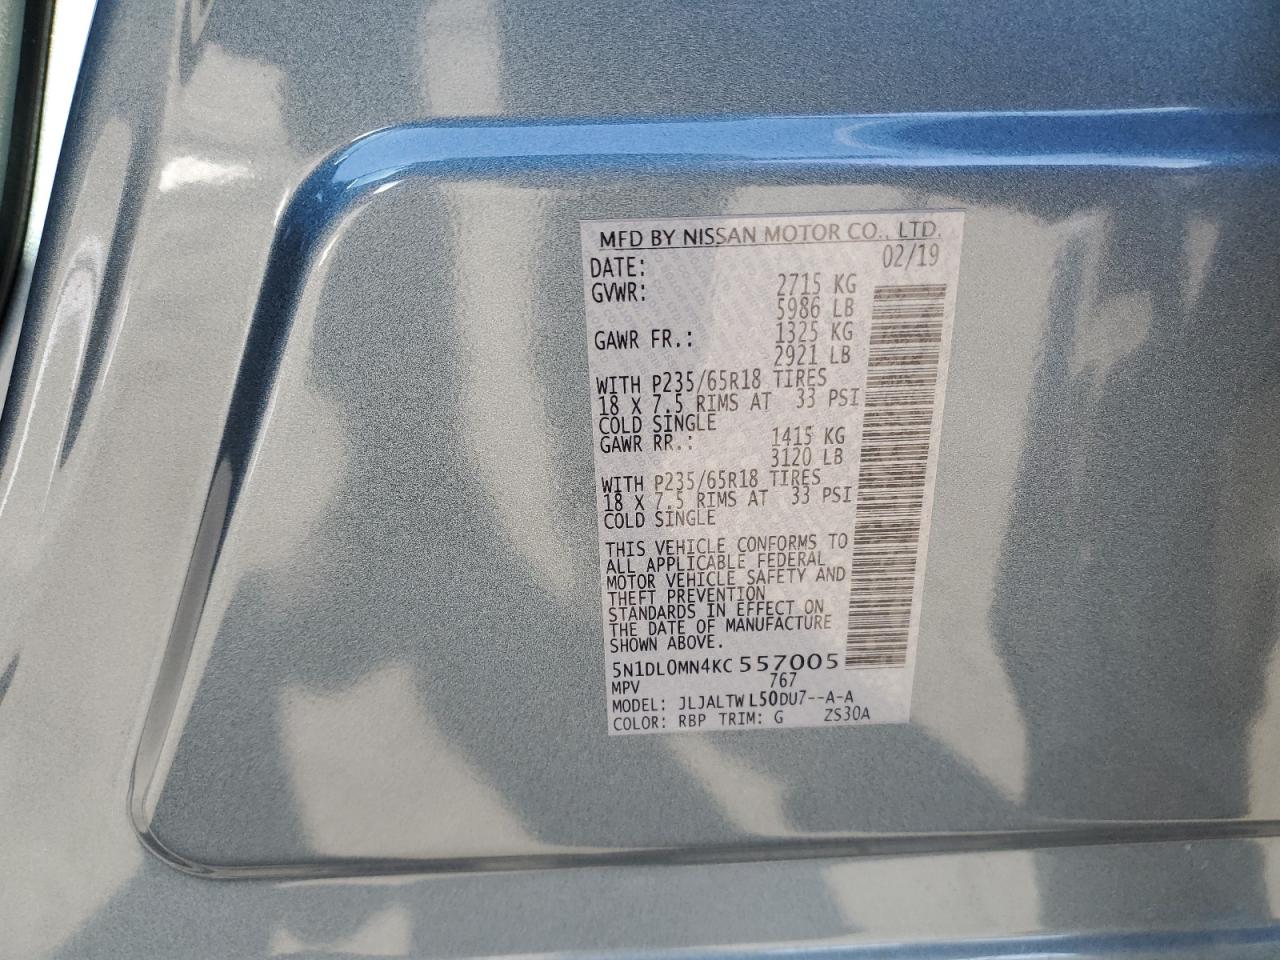 MFD BY NISSAN MOTOR CO., LTD.
DATE: 02/19
GVWR: 2715 KG
5986 LB
GAWR FR.: 1325 KG
2921 LB
WITH P235/65R18 TIRES
18 X 7.5 RIMS AT 33 PSI
COLD SINGLE
GAWR RR.: 1415 KG
3120 LB
WITH P235/65R18 TIRES
18 X 7.5 RIMS AT 33 PSI
COLD SINGLE
THIS VEHICLE CONFORMS TO
ALL APPLICABLE FEDERAL
MOTOR VEHICLE SAFETY AND
THEFT PREVENTION
STANDARDS IN EFFECT ON
THE DATE OF MANUFACTURE
SHOWN ABOVE.
5N1DL0MN4KC557005
MPV 767
MODEL: JLJALTWL50DU7--A-A
COLOR: RBP TRIM: G ZS30A